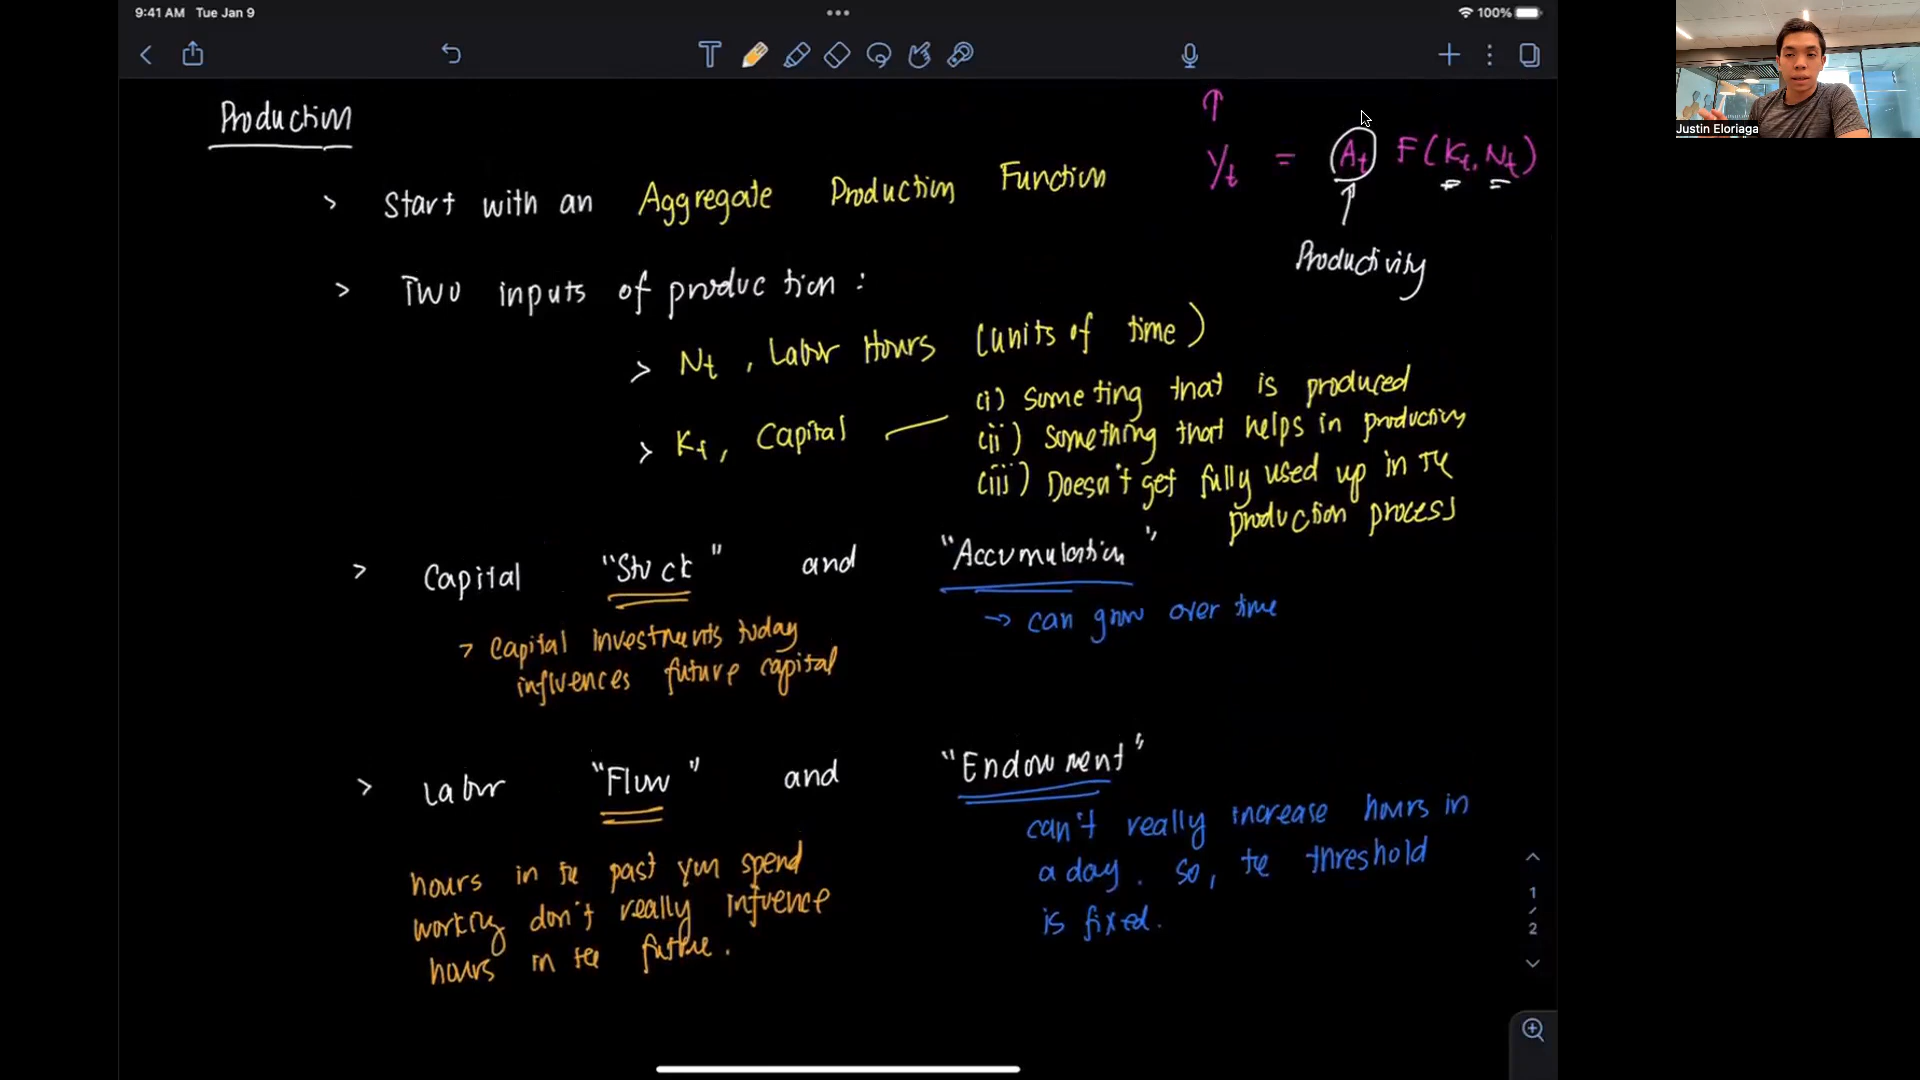 9:41 AM Tue Jan 9
100%
Justin Eloriaga
Production
↑
> Start with an Aggregate Production Function
Yt = At F(Kt, Nt)
Productivity
> Two inputs of production :
> Nt , Labor Hours (units of time)
> Kt, Capital
(i) Someting that is produced
(ii) Something that helps in production
(iii) Doesn't get fully used up in the
production process
> Capital "Stock" and "Accumulation"
→ can grow over time
> Capital investments today
influences future capital
> Labor "Flow" and "Endowment"
can't really increase hours in
a day. so, the threshold
is fixed.
hours in the past you spend
working don't really influence
hours in the future.
1
/
2